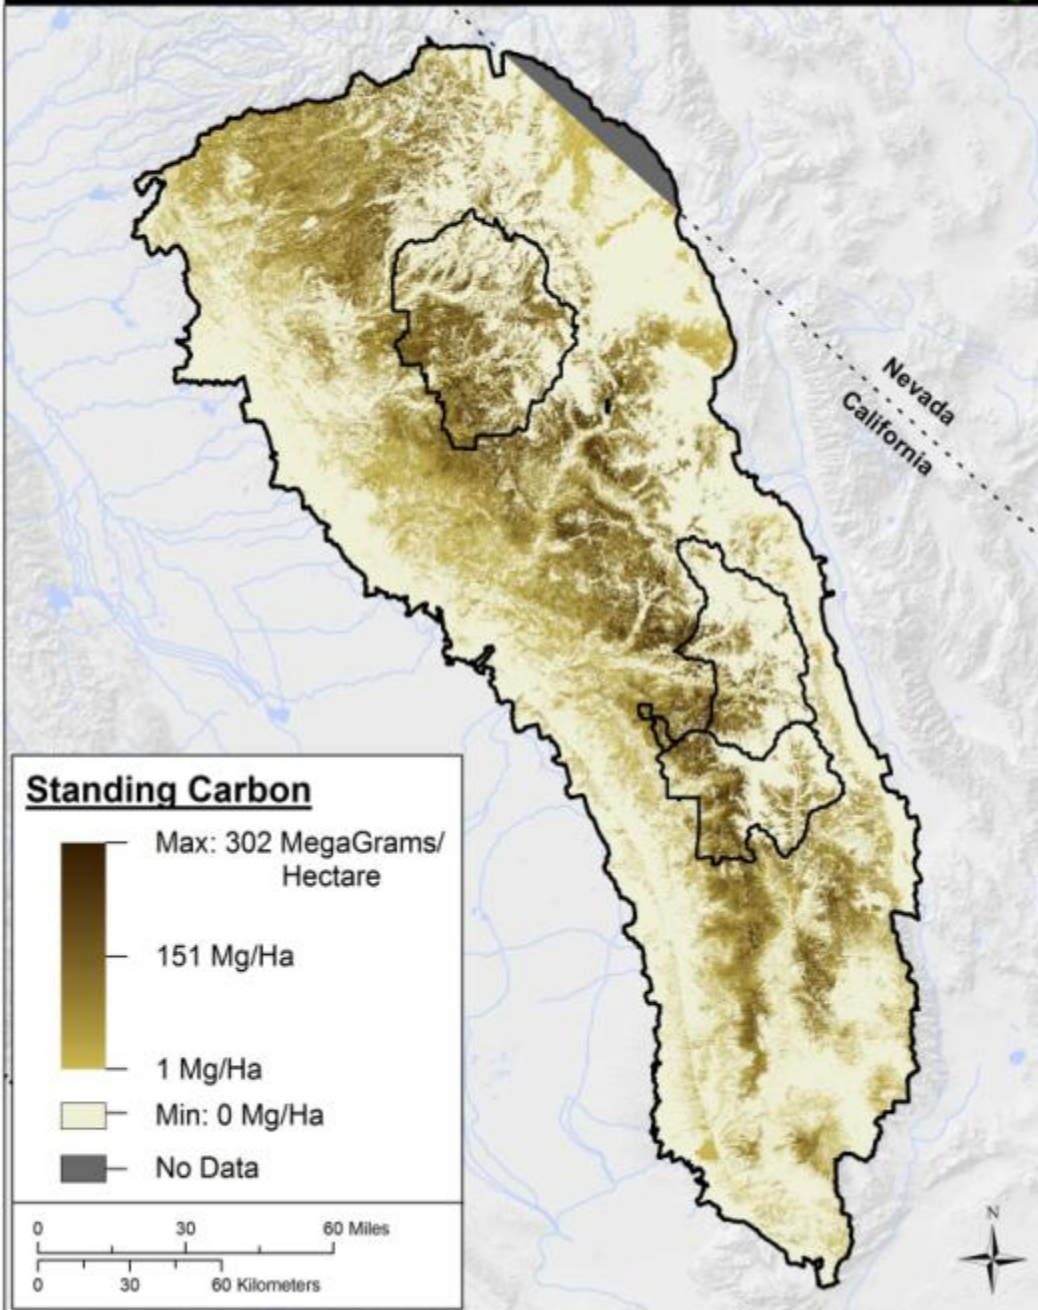 Nevada
California
Standing Carbon
Max: 302 MegaGrams/
Hectare
151 Mg/Ha
1 Mg/Ha
Min: 0 Mg/Ha
No Data
0 30 60 Miles
0 30 60 Kilometers
N